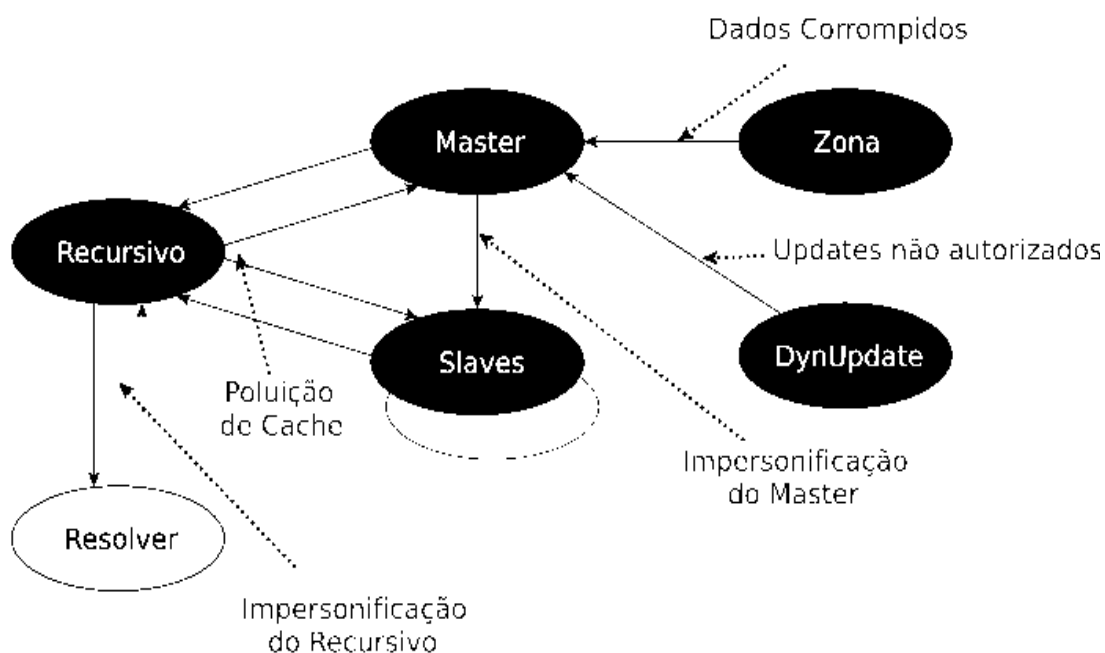 Dados Corrompidos
Master
Zona
Recursivo
Updates não autorizados
Slaves
DynUpdate
Poluição
de Cache
Impersonificação
do Master
Resolver
Impersonificação
do Recursivo